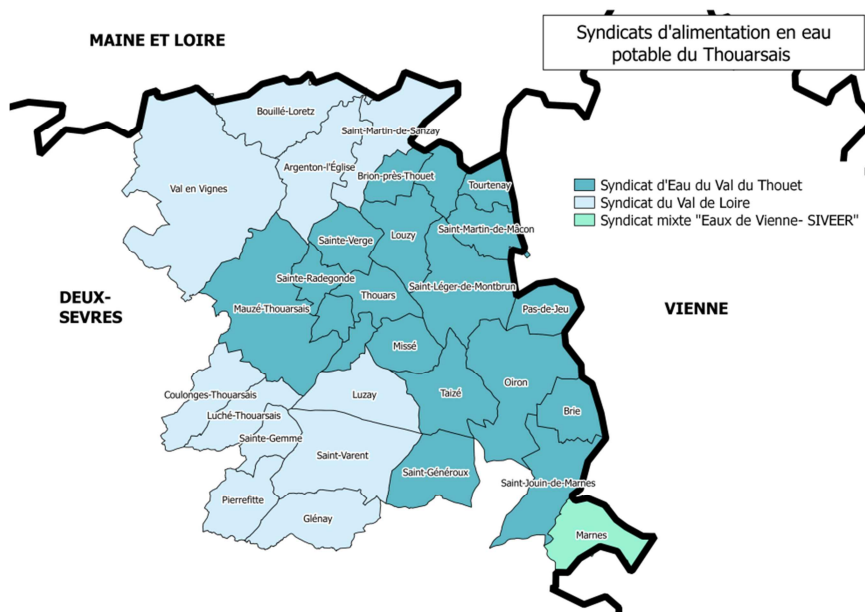 Syndicats d'alimentation en eau
potable du Thouarsais
MAINE ET LOIRE
Bouillé-Loretz
Saint-Martin-de-Sanzay
Argenton-l'Église
Val en Vignes
Brion-près-Thouet
Tourtenay
Syndicat d'Eau du Val du Thouet
Syndicat du Val de Loire
Syndicat mixte "Eaux de Vienne- SIVEER"
Sainte-Verge
Louzy
Saint-Martin-de-Mâcon
Sainte-Radegonde
Saint-Léger-de-Montbrun
Thouars
DEUX-
SEVRES
Mauzé-Thouarsais
Pas-de-Jeu
VIENNE
Missé
Oiron
Coulonges-Thouarsais
Luzay
Taizé
Luché-Thouarsais
Brie
Sainte-Gemme
Saint-Varent
Saint-Généroux
Saint-Jouin-de-Marnes
Pierrefitte
Glénay
Marnes